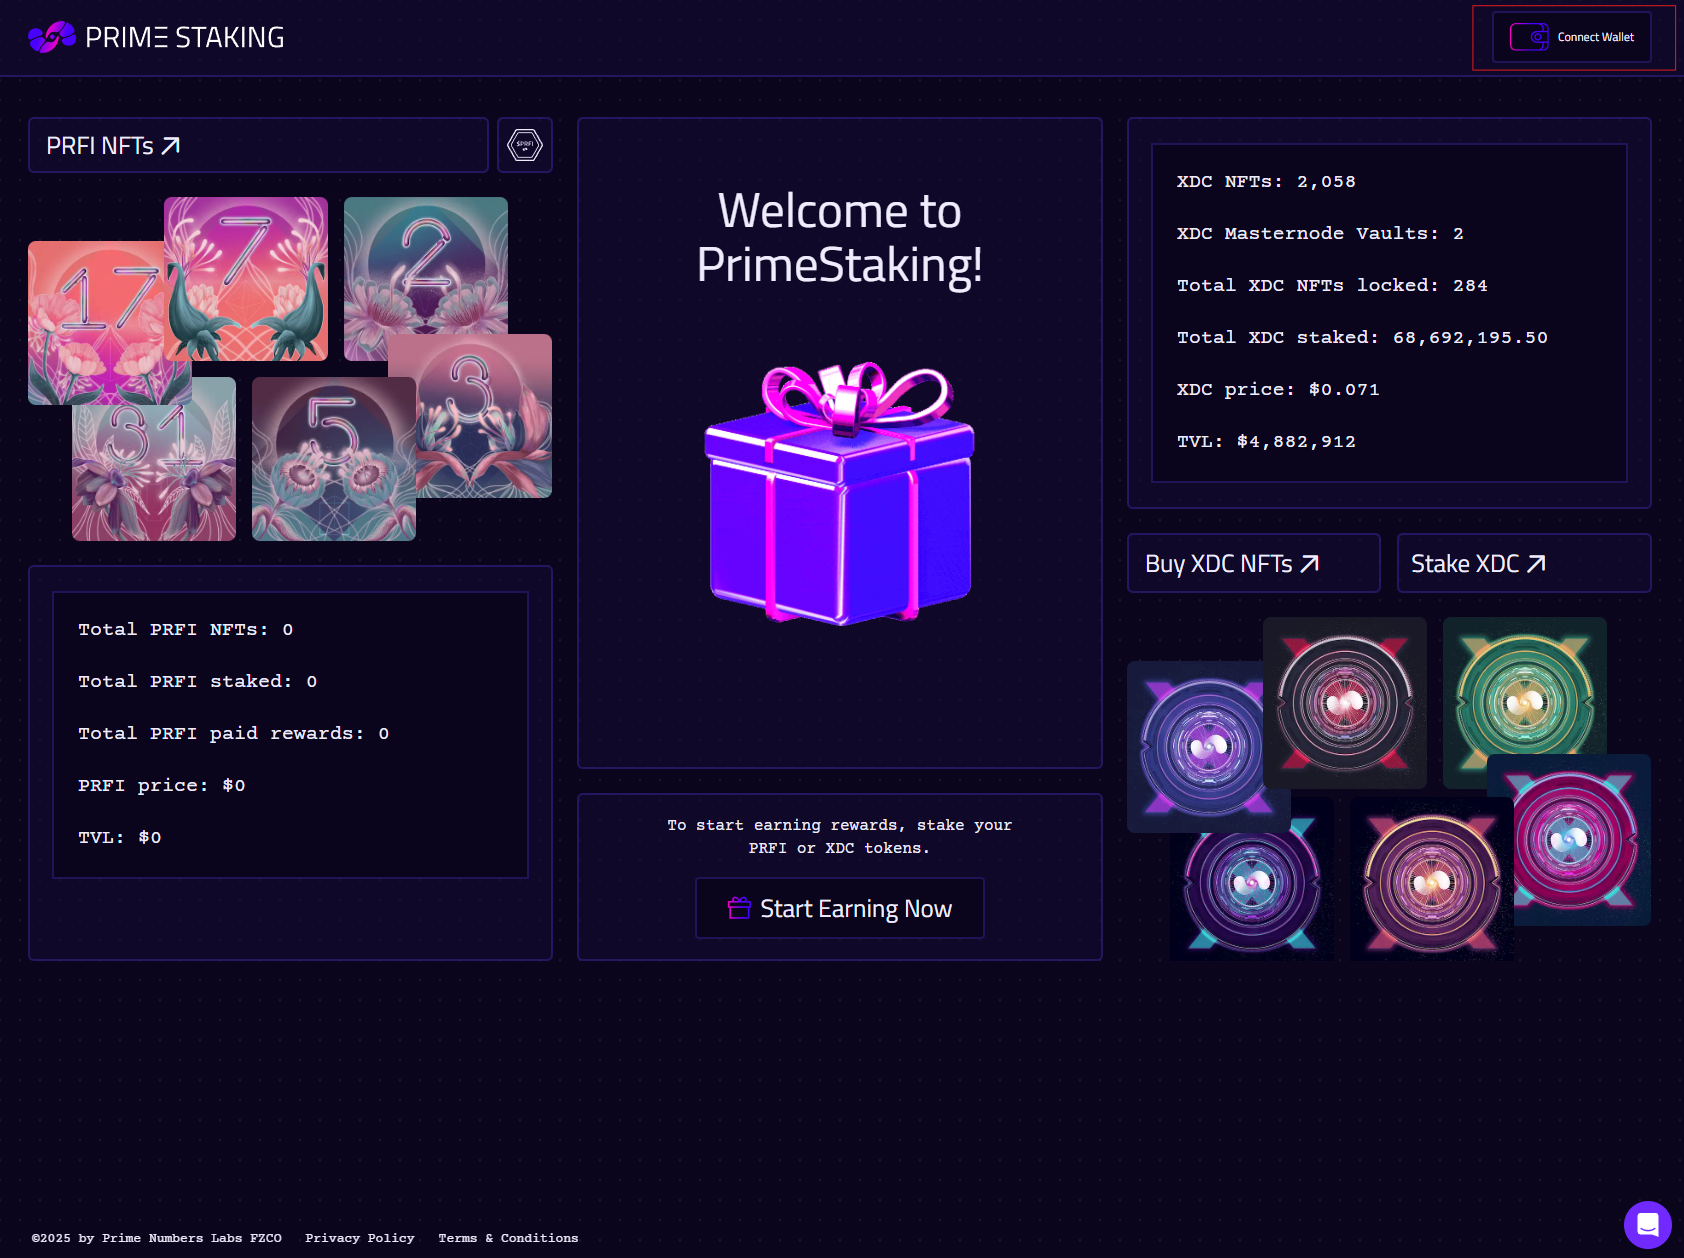 PRIME STAKING
Connect Wallet
PRFI NFTs
$PRFI
17
7
2
31
5
3
Total PRFI NFTs: 0
Total PRFI staked: 0
Total PRFI paid rewards: 0
PRFI price: $0
TVL: $0
Welcome to
PrimeStaking!
To start earning rewards, stake your
PRFI or XDC tokens.
Start Earning Now
XDC NFTs: 2,058
XDC Masternode Vaults: 2
Total XDC NFTs locked: 284
Total XDC staked: 68,692,195.50
XDC price: $0.071
TVL: $4,882,912
Buy XDC NFTs
Stake XDC
©2025 by Prime Numbers Labs FZCO
Privacy Policy
Terms & Conditions